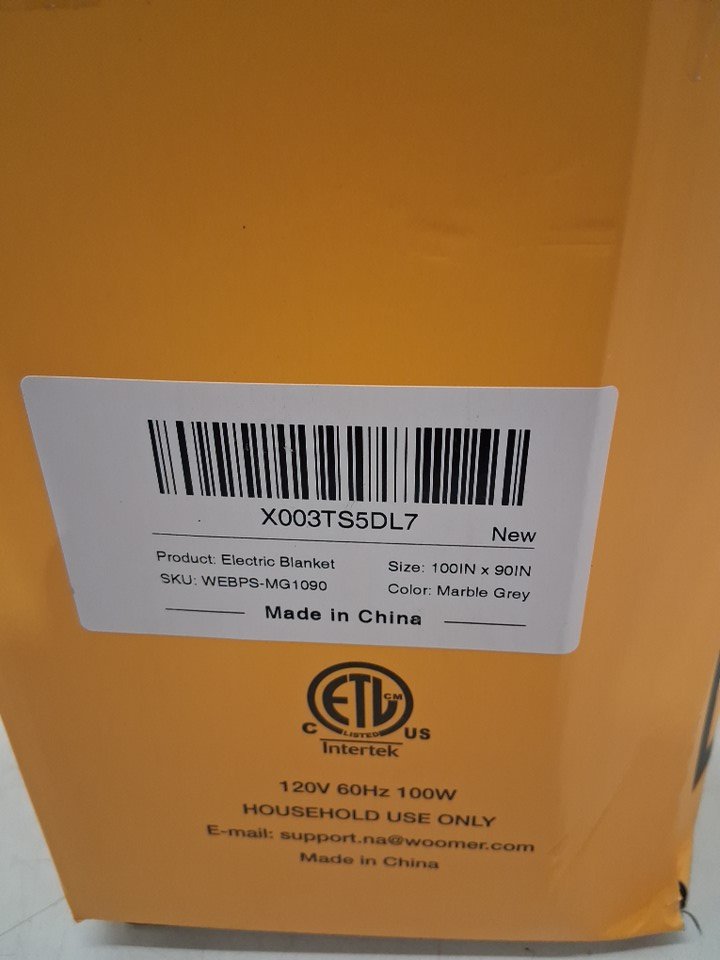 X003TS5DL7
New
Product: Electric Blanket
Size: 100IN x 90IN
SKU: WEBPS-MG1090
Color: Marble Grey
Made in China
ETL CM
LISTED
C US
Intertek
120V 60Hz 100W
HOUSEHOLD USE ONLY
E-mail: support.na@woomer.com
Made in China